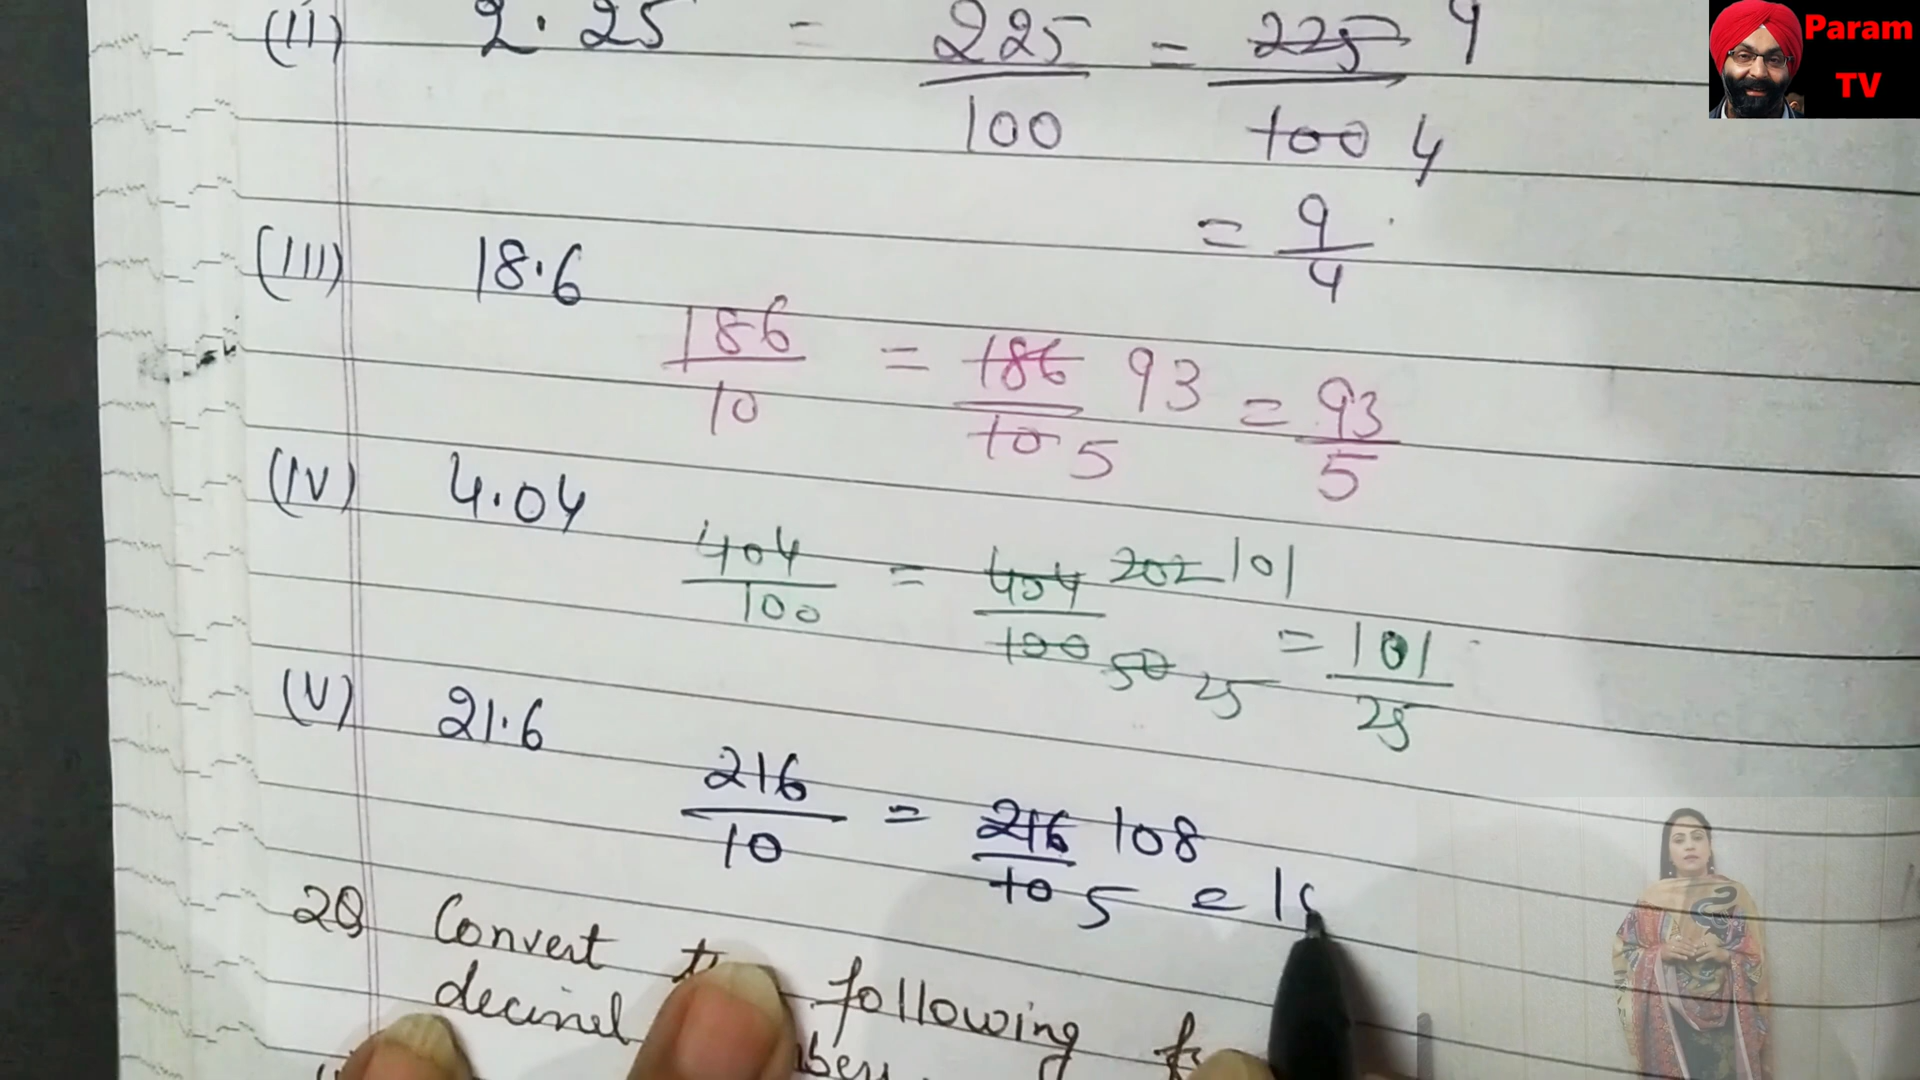 Param
TV
(ii) 2.25 = 225/100 = 225/100 9 4
= 9/4
(iii) 18.6
186/10 = 186/10 93 5 = 93/5
(iv) 4.04
404/100 = 404/100 202 101 50 25 = 101/25
(v) 21.6
216/10 = 216/10 108 5 = 10
2Q Convert following
decimal